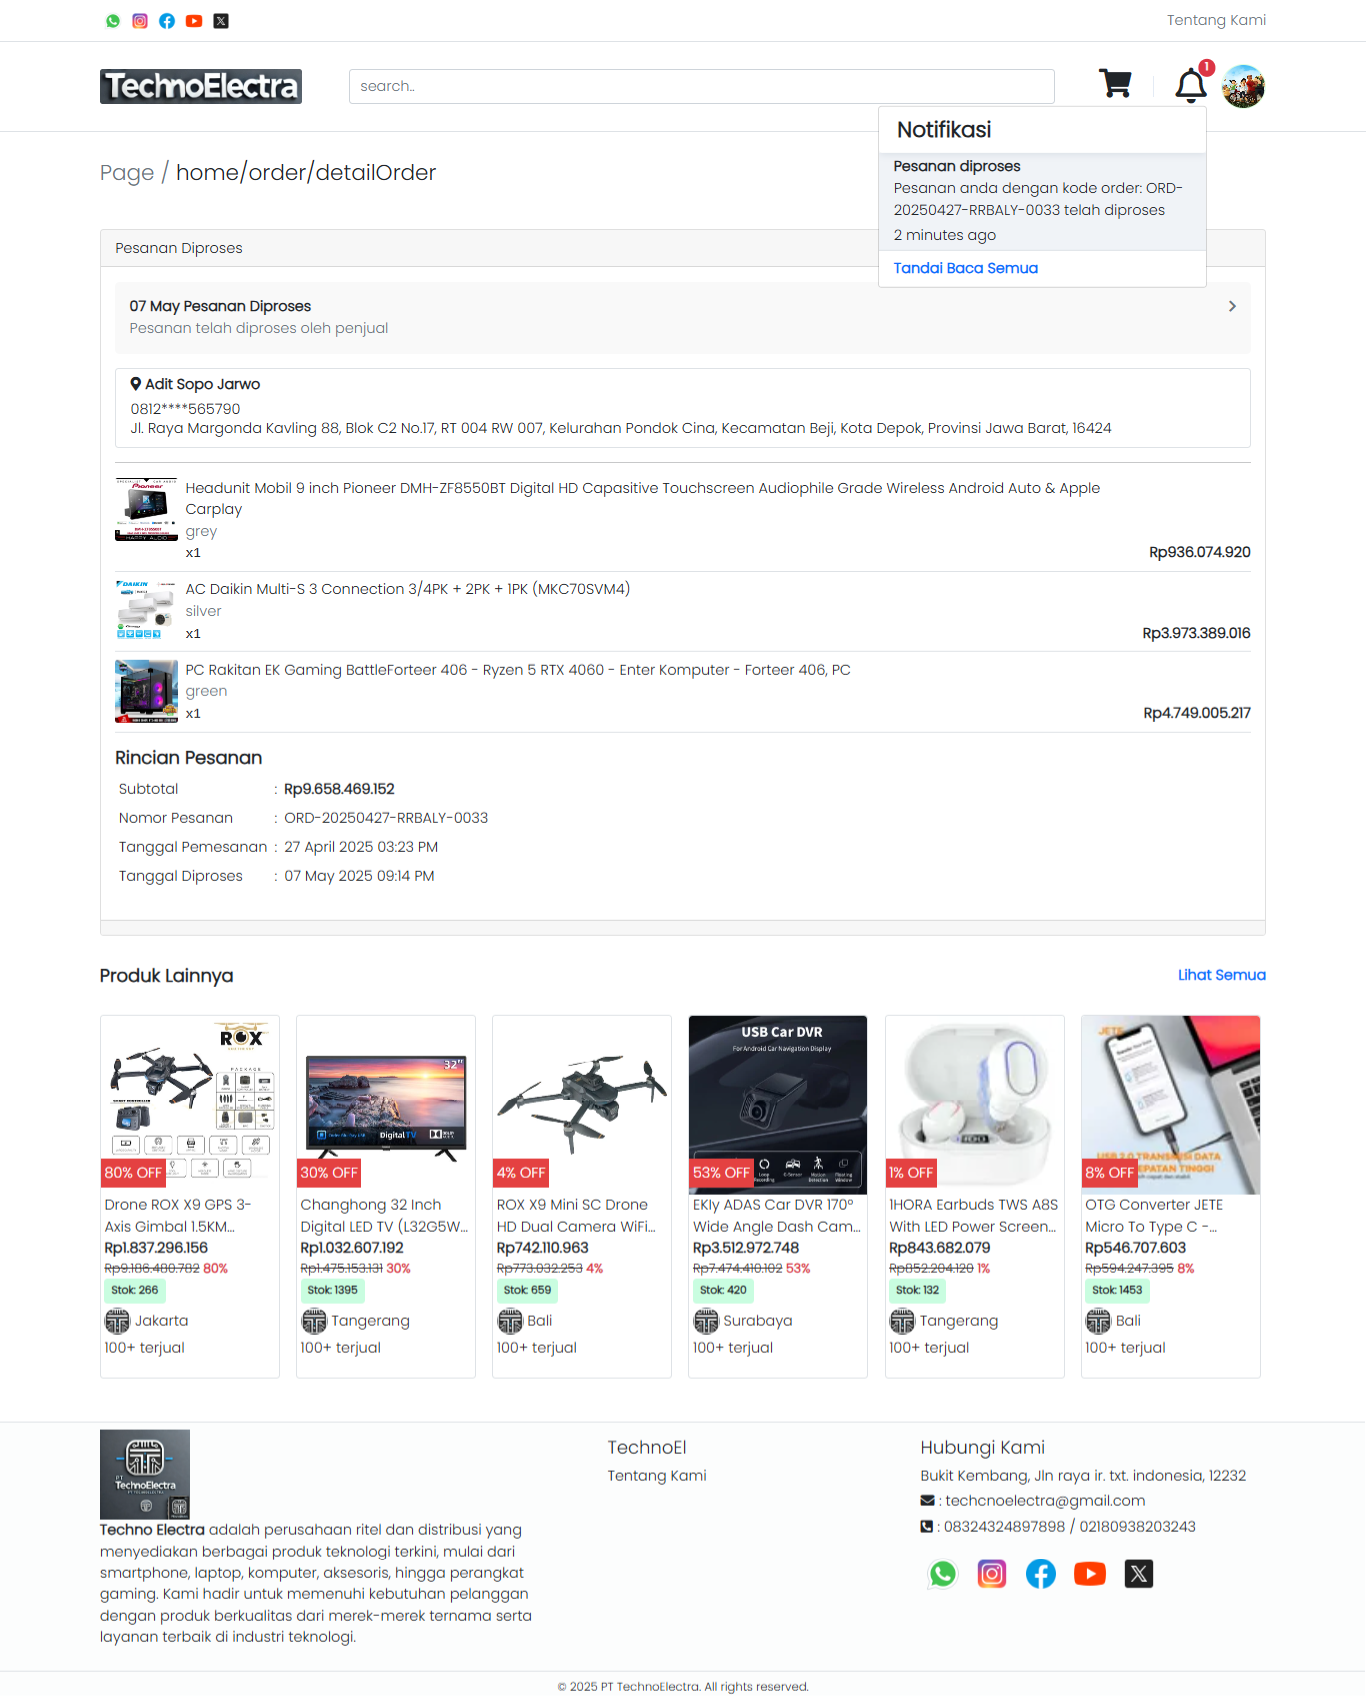 Tentang Kami
TechnoElectra
search..
1
Notifikasi
Pesanan diproses
Pesanan anda dengan kode order: ORD-
20250427-RRBALY-0033 telah diproses
2 minutes ago
Tandai Baca Semua
Page / home/order/detailOrder
Pesanan Diproses
07 May Pesanan Diproses
Pesanan telah diproses oleh penjual
Adit Sopo Jarwo
0812****565790
Jl. Raya Margonda Kavling 88, Blok C2 No.17, RT 004 RW 007, Kelurahan Pondok Cina, Kecamatan Beji, Kota Depok, Provinsi Jawa Barat, 16424
Pioneer
Headunit Mobil 9 inch Pioneer DMH-ZF8550BT Digital HD Capasitive Touchscreen Audiophile Grade Wireless Android Auto & Apple
Carplay
grey
x1
Rp936.074.920
DAIKIN
AC Daikin Multi-S 3 Connection 3/4PK + 2PK + 1PK (MKC70SVM4)
silver
x1
Rp3.973.389.016
PC Rakitan EK Gaming BattleForteer 406 - Ryzen 5 RTX 4060 - Enter Komputer - Forteer 406, PC
green
x1
Rp4.749.005.217
Rincian Pesanan
Subtotal : Rp9.658.469.152
Nomor Pesanan : ORD-20250427-RRBALY-0033
Tanggal Pemesanan : 27 April 2025 03:23 PM
Tanggal Diproses : 07 May 2025 09:14 PM
Produk Lainnya
Lihat Semua
ROX
PACKAGE
80% OFF
Drone ROX X9 GPS 3-
Axis Gimbal 1.5KM...
Rp1.837.296.156
Rp9.186.480.782 80%
Stok: 266
Jakarta
100+ terjual
32"
Digital TV
30% OFF
Changhong 32 Inch
Digital LED TV (L32G5W...
Rp1.032.607.192
Rp1.475.153.131 30%
Stok: 1395
Tangerang
100+ terjual
4% OFF
ROX X9 Mini SC Drone
HD Dual Camera WiFi...
Rp742.110.963
Rp773.032.253 4%
Stok: 659
Bali
100+ terjual
USB Car DVR
For Android Car Navigation Display
53% OFF
EKIy ADAS Car DVR 170°
Wide Angle Dash Cam...
Rp3.512.972.748
Rp7.474.410.102 53%
Stok: 420
Surabaya
100+ terjual
1% OFF
1HORA Earbuds TWS A8S
With LED Power Screen...
Rp843.682.079
Rp852.204.120 1%
Stok: 132
Tangerang
100+ terjual
JETE
USB 2.0 TRANSMISI DATA
EPATAN TINGGI
8% OFF
OTG Converter JETE
Micro To Type C -...
Rp546.707.603
Rp594.247.395 8%
Stok: 1453
Bali
100+ terjual
PT
TechnoElectra
Techno Electra adalah perusahaan ritel dan distribusi yang
menyediakan berbagai produk teknologi terkini, mulai dari
smartphone, laptop, komputer, aksesoris, hingga perangkat
gaming. Kami hadir untuk memenuhi kebutuhan pelanggan
dengan produk berkualitas dari merek-merek ternama serta
layanan terbaik di industri teknologi.
TechnoEl
Tentang Kami
Hubungi Kami
Bukit Kembang, Jln raya ir. txt. indonesia, 12232
: techcnoelectra@gmail.com
: 08324324897898 / 02180938203243
© 2025 PT TechnoElectra. All rights reserved.